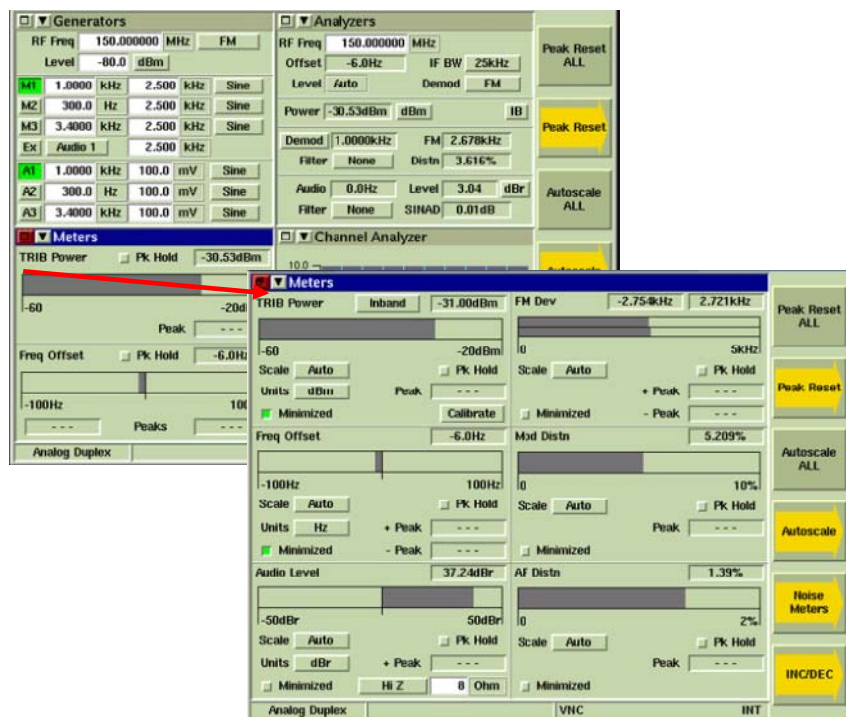 Generators
RF Freq 150.000000 MHz FM
Level -80.0 dBm
M1 1.0000 kHz 2.500 kHz Sine
M2 300.0 Hz 2.500 kHz Sine
M3 3.4000 kHz 2.500 kHz Sine
Ex Audio 1 2.500 kHz
A1 1.0000 kHz 100.0 mV Sine
A2 300.0 Hz 100.0 mV Sine
A3 3.4000 kHz 100.0 mV Sine
Analyzers
RF Freq 150.000000 MHz
Offset -6.0Hz IF BW 25kHz
Level Auto Demod FM
Power -30.53dBm dBm IB
Demod 1.0000kHz FM 2.678kHz
Filter None Distn 3.616%
Audio 0.0Hz Level 3.04 dBr
Filter None SINAD 0.01dB
Peak Reset
ALL
Peak Reset
Autoscale
ALL
Meters
TRIB Power Pk Hold -30.53dBm
-60
Peak - - -
Freq Offset Pk Hold
-100Hz
- - - Peaks - - -
Analog Duplex
Channel Analyzer
10.0
Meters
TRIB Power Inband -31.00dBm
-60 -20dBm
Scale Auto Pk Hold
Units dBm Peak - - -
Minimized Calibrate
FM Dev -2.754kHz 2.721kHz
0 5kHz
Scale Auto Pk Hold
+ Peak - - -
Minimized - Peak - - -
Freq Offset -6.0Hz
-100Hz 100Hz
Scale Auto Pk Hold
Units Hz + Peak - - -
Minimized - Peak - - -
Mod Distn 5.209%
0 10%
Scale Auto Pk Hold
Peak - - -
Minimized
Audio Level 37.24dBr
-50dBr 50dBr
Scale Auto Pk Hold
Units dBr + Peak - - -
Minimized Hi Z 8 Ohm
AF Distn 1.39%
0 2%
Scale Auto Pk Hold
Peak - - -
Minimized
Analog Duplex VNC INT
Peak Reset
ALL
Peak Reset
Autoscale
ALL
Autoscale
Noise
Meters
INC/DEC